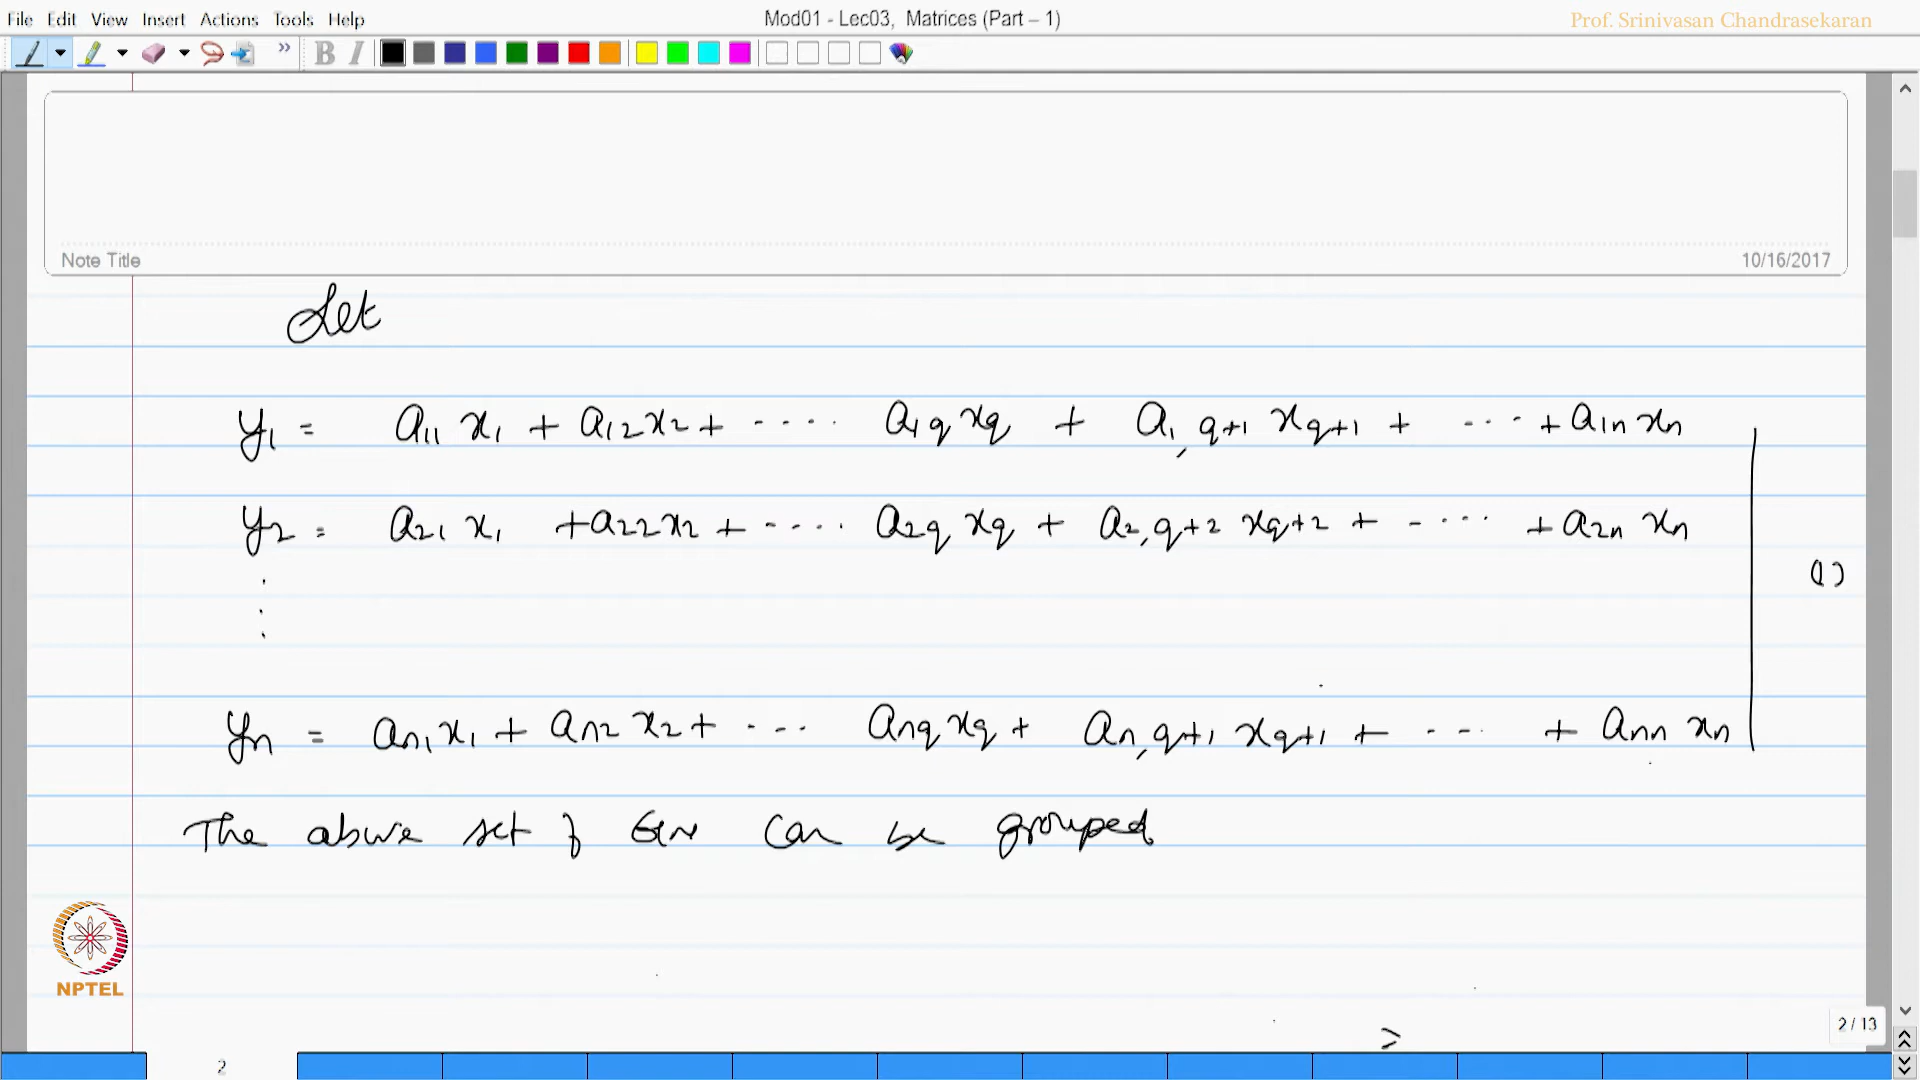 File Edit View Insert Actions Tools Help
Mod01 - Lec03, Matrices (Part – 1)
Prof. Srinivasan Chandrasekaran
B I
Note Title
10/16/2017
Let
y1 = a11 x1 + a12 x2 + ---- a1q xq + a1,q+1 xq+1 + --- + a1n xn
y2 = a21 x1 + a22 x2 + ---- a2q xq + a2,q+2 xq+2 + ---- + a2n xn
(1)
yn = an1 x1 + an2 x2 + --- anq xq + an,q+1 xq+1 + --- + ann xn
The above set of Eqn can be grouped
NPTEL
2 / 13
2